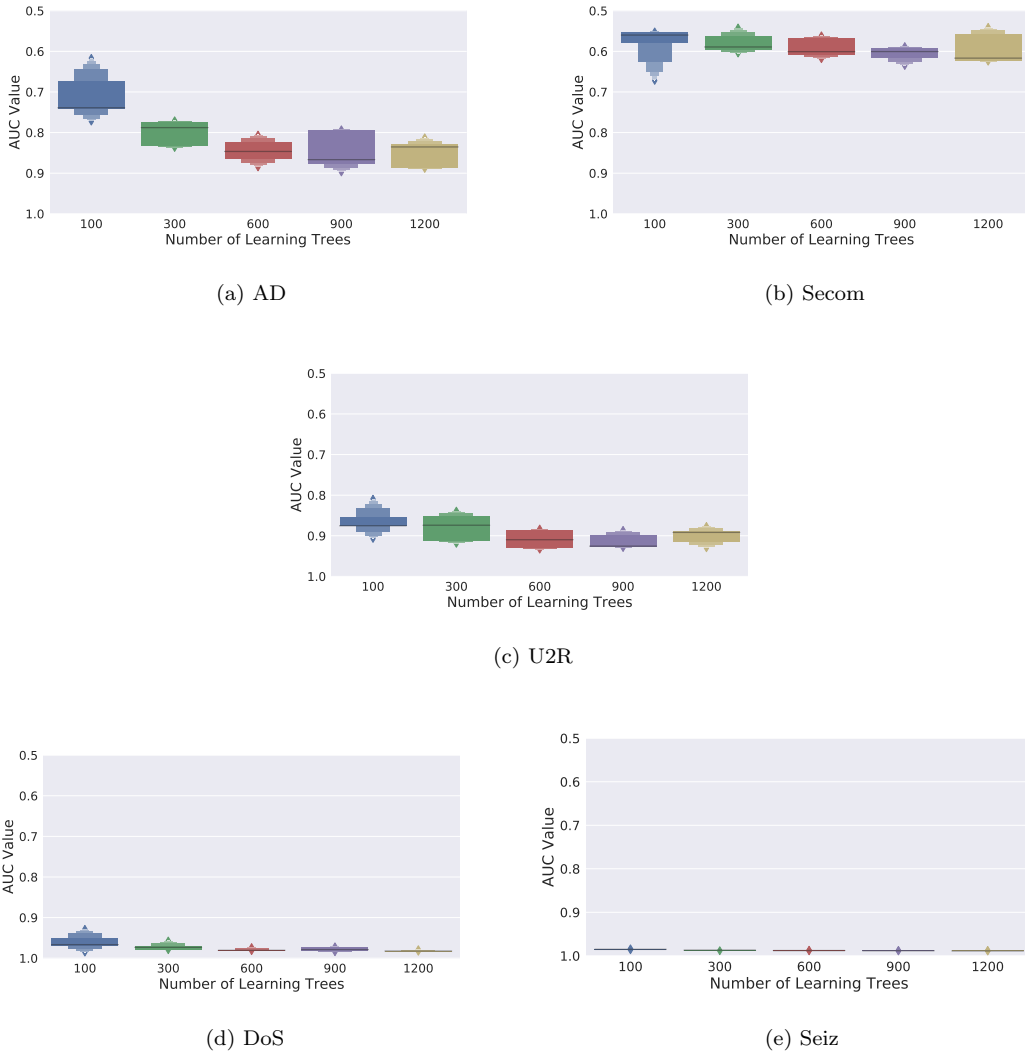 0.5
0.6
0.7
0.8
0.9
1.0
AUC Value
100 300 600 900 1200
Number of Learning Trees
(a) AD
0.5
0.6
0.7
0.8
0.9
1.0
AUC Value
100 300 600 900 1200
Number of Learning Trees
(b) Secom
0.5
0.6
0.7
0.8
0.9
1.0
AUC Value
100 300 600 900 1200
Number of Learning Trees
(c) U2R
0.5
0.6
0.7
0.8
0.9
1.0
AUC Value
100 300 600 900 1200
Number of Learning Trees
(d) DoS
0.5
0.6
0.7
0.8
0.9
1.0
AUC Value
100 300 600 900 1200
Number of Learning Trees
(e) Seiz